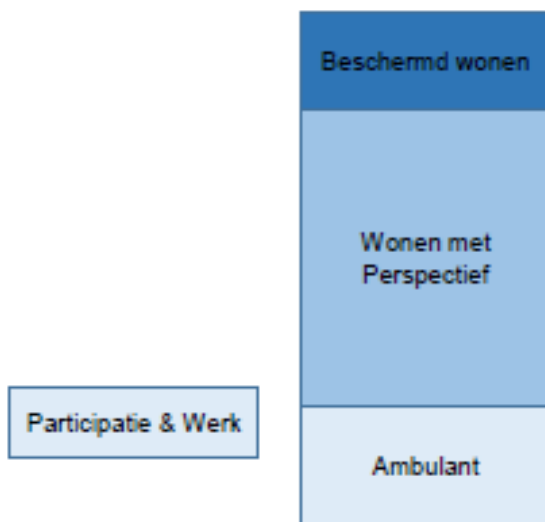 Beschermd wonen
Wonen met
Perspectief
Participatie & Werk
Ambulant